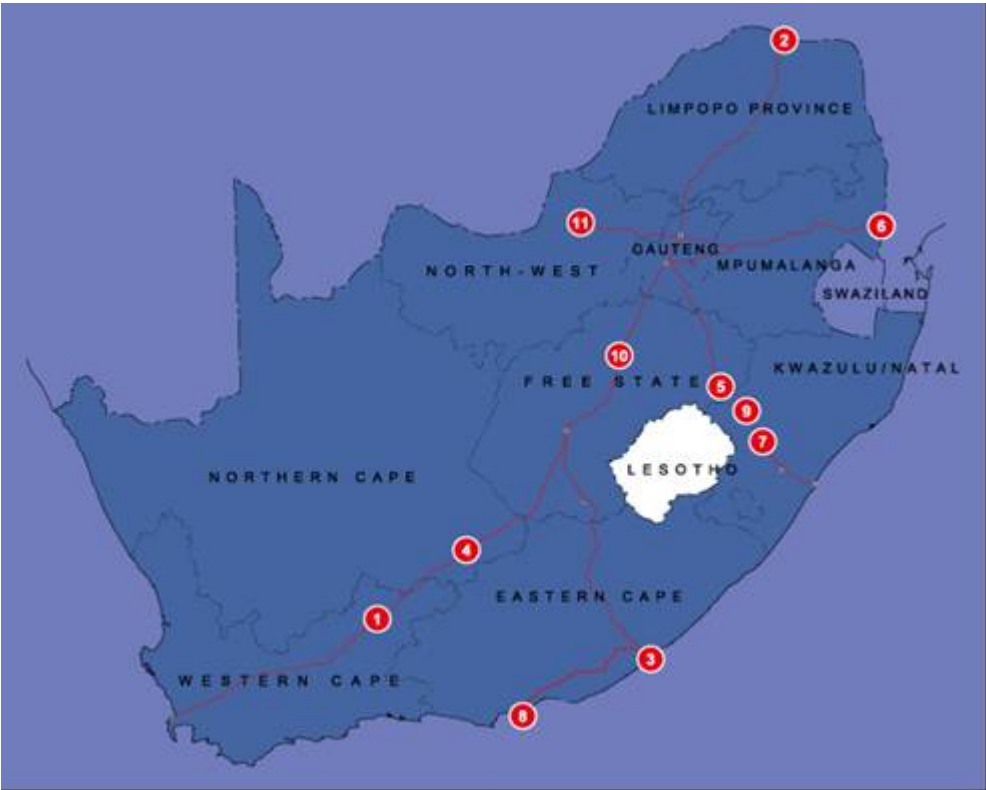 2
LIMPOPO PROVINCE
11
6
GAUTENG
NORTH-WEST
MPUMALANGA
SWAZILAND
10
KWAZULU/NATAL
FREE STATE
5
9
7
LESOTHO
NORTHERN CAPE
4
EASTERN CAPE
1
3
WESTERN CAPE
8